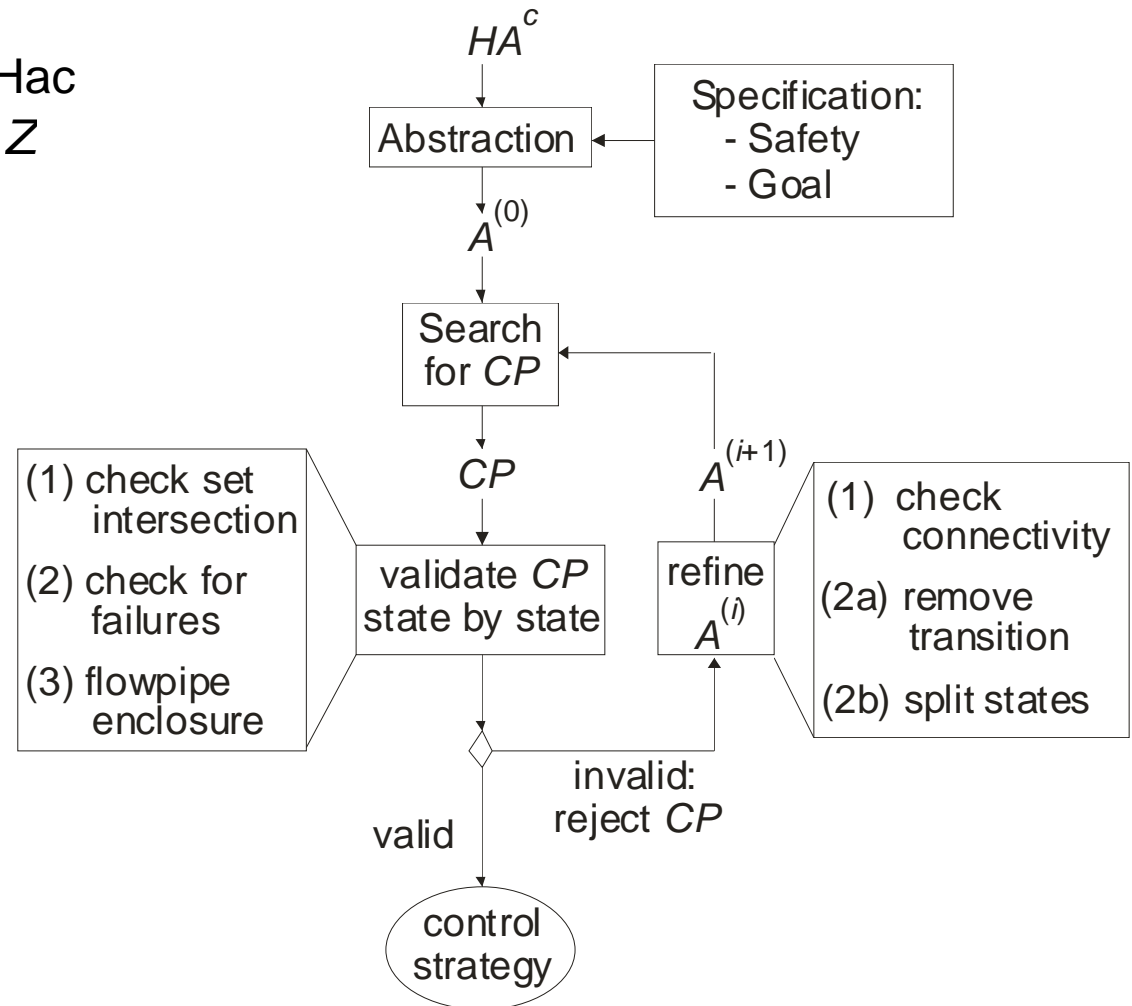 HA^c
Hac
Z
Abstraction
Specification:
- Safety
- Goal
A^(0)
Search
for CP
CP
A^(i+1)
(1) check set
intersection
(2) check for
failures
(3) flowpipe
enclosure
validate CP
state by state
refine
A^(i)
(1) check
connectivity
(2a) remove
transition
(2b) split states
invalid:
reject CP
valid
control
strategy